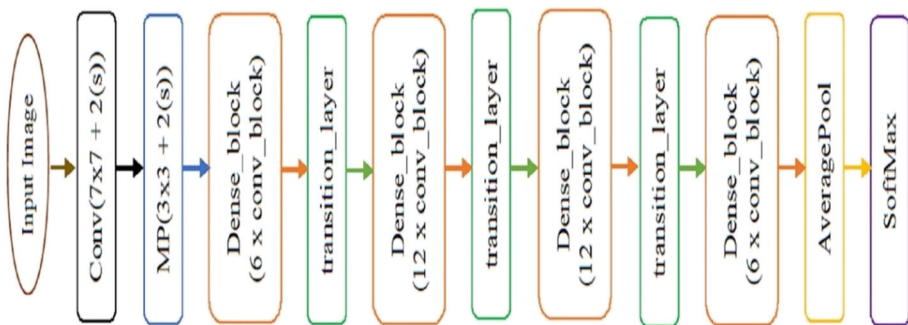 Input Image
Conv(7x7 + 2(s))
MP(3x3 + 2(s))
Dense_block
(6 x conv_block)
transition_layer
Dense_block
(12 x conv_block)
transition_layer
Dense_block
(12 x conv_block)
transition_layer
Dense_block
(6 x conv_block)
AveragePool
SoftMax